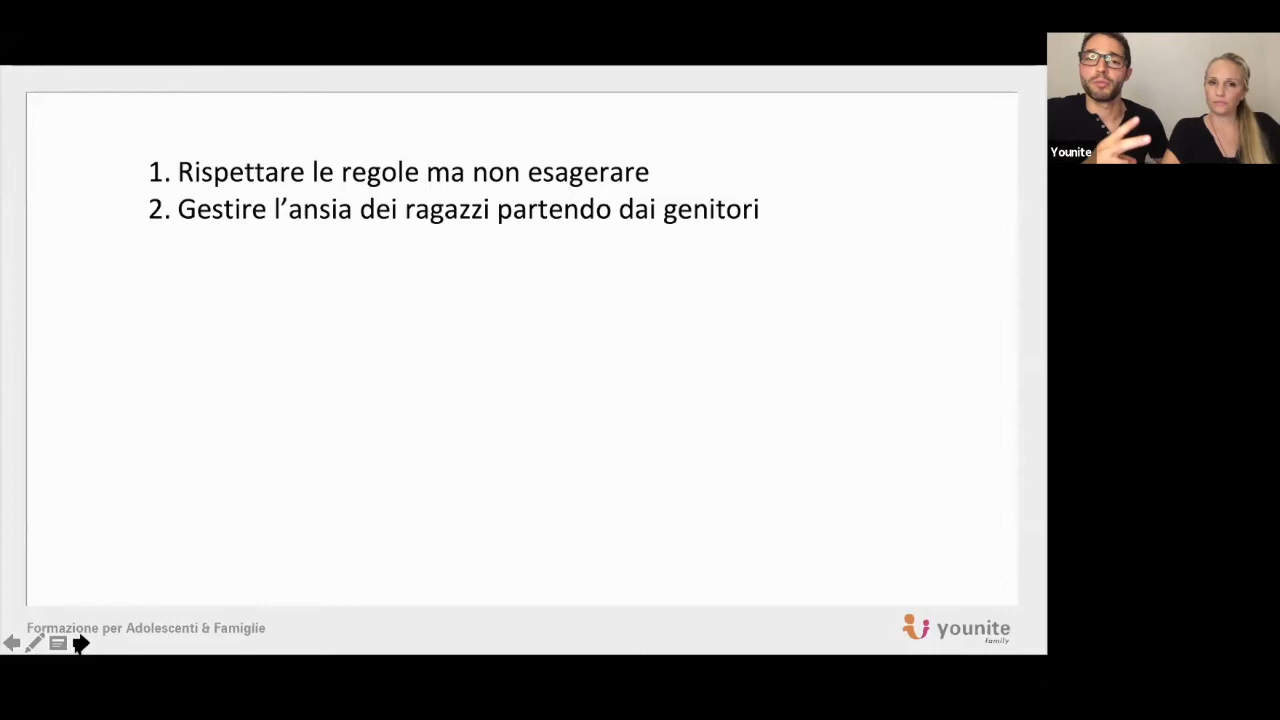 1. Rispettare le regole ma non esagerare
2. Gestire l’ansia dei ragazzi partendo dai genitori
Younite
Formazione per Adolescenti & Famiglie
younite
family